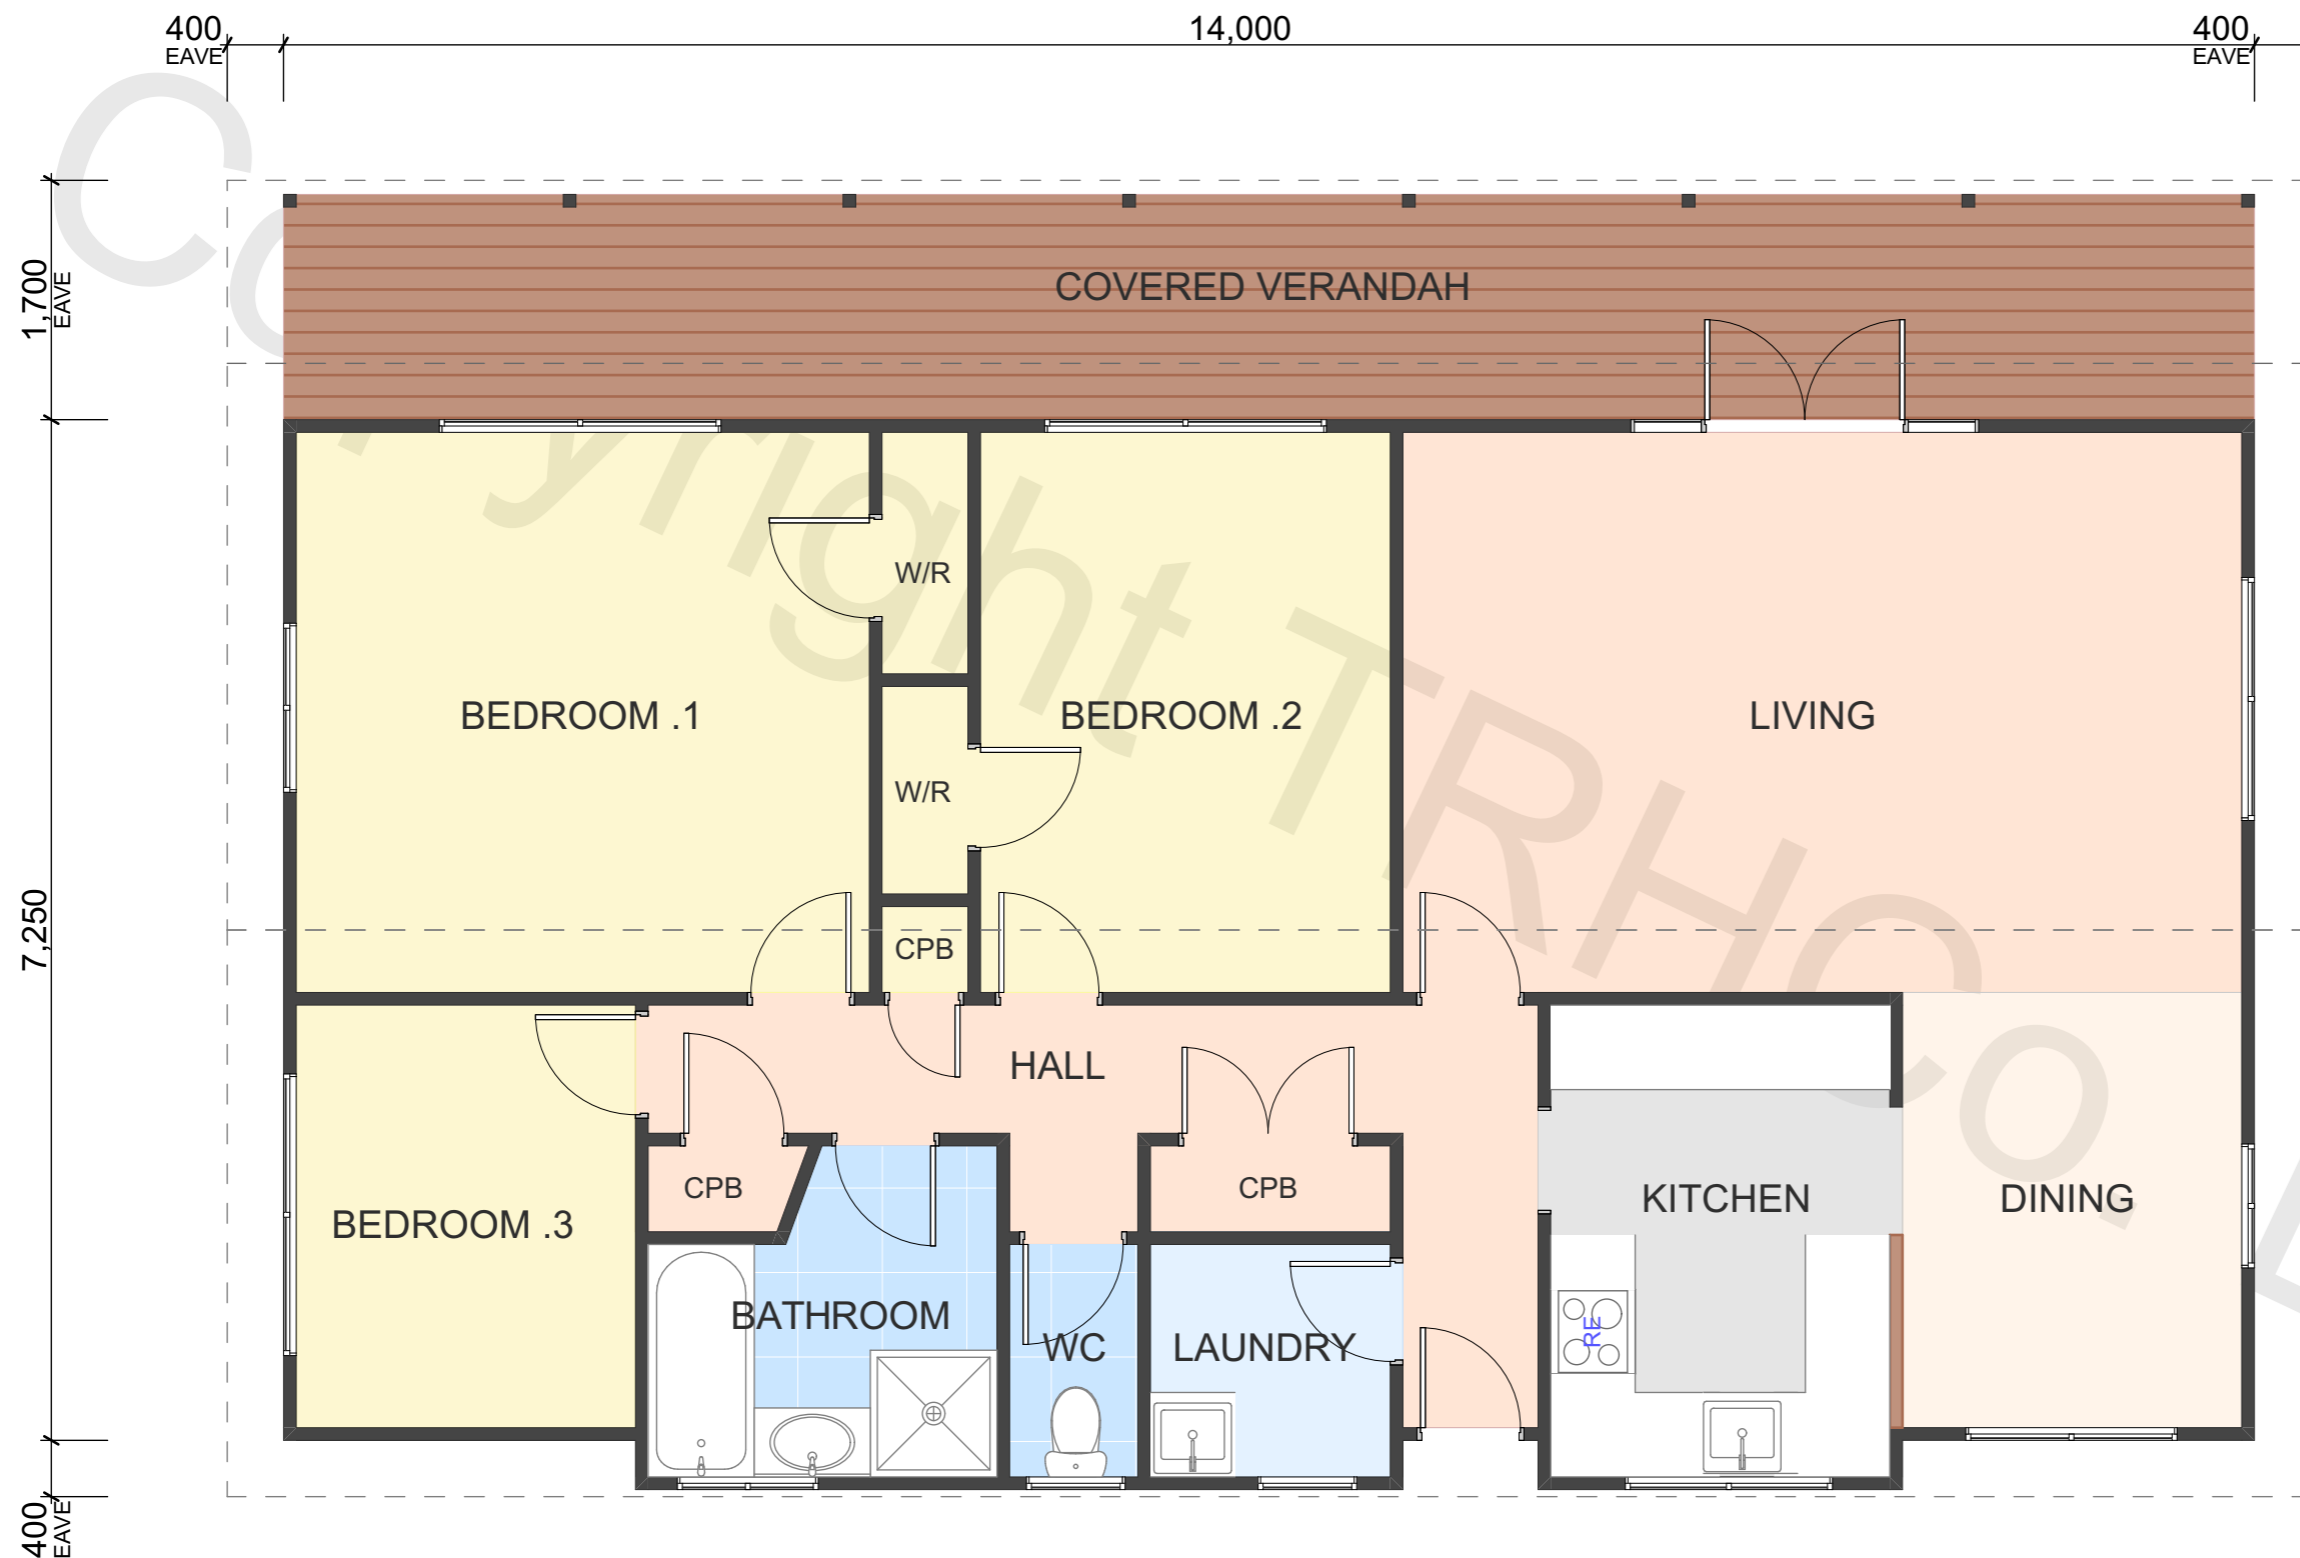 400
EAVE
14,000
400
EAVE
1,700
EAVE
COVERED VERANDAH
W/R
BEDROOM .1
BEDROOM .2
LIVING
W/R
7,250
CPB
HALL
CPB
CPB
KITCHEN
DINING
BEDROOM .3
BATHROOM
WC
LAUNDRY
RE
400
EAVE
Copyright TRHCo.